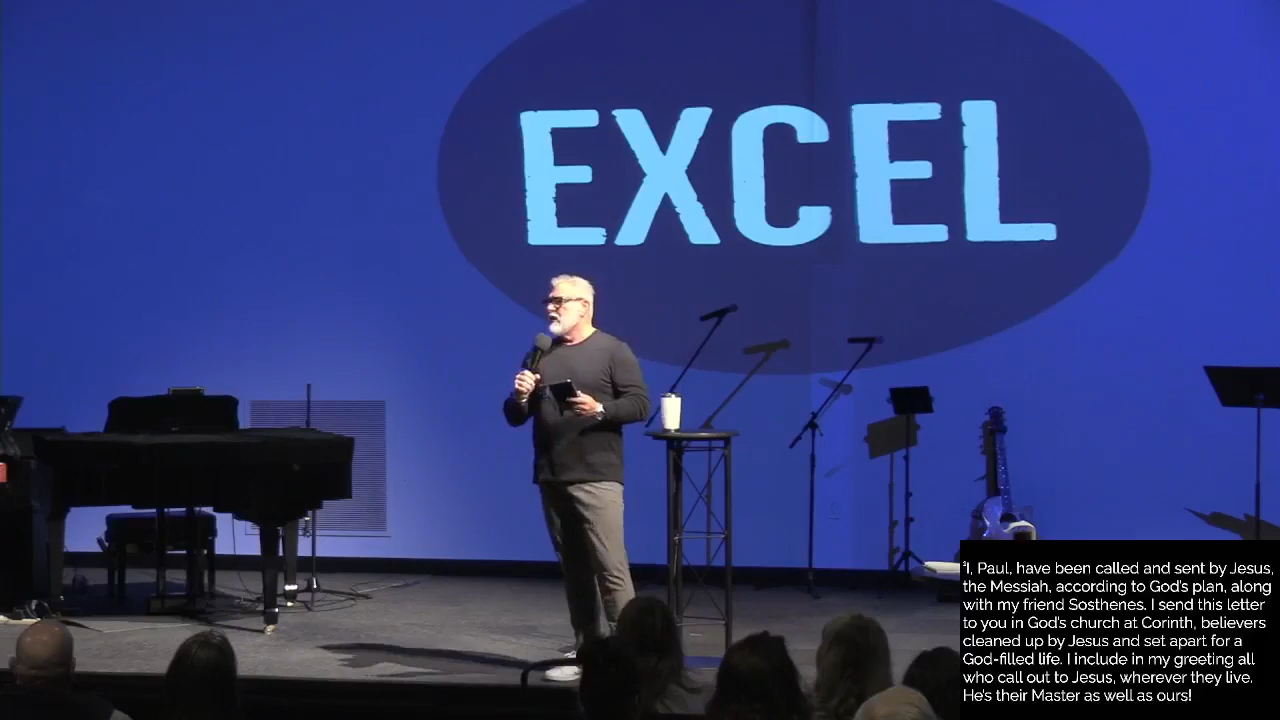 EXCEL
¹I, Paul, have been called and sent by Jesus,
the Messiah, according to God's plan, along
with my friend Sosthenes. I send this letter
to you in God's church at Corinth, believers
cleaned up by Jesus and set apart for a
God-filled life. I include in my greeting all
who call out to Jesus, wherever they live.
He's their Master as well as ours!